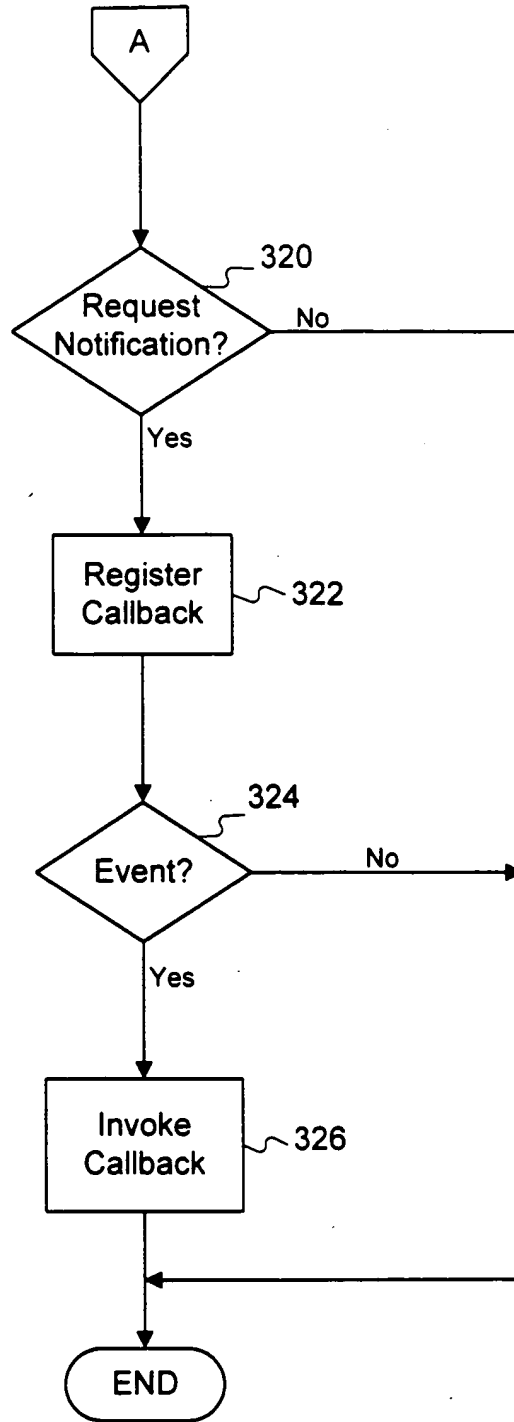 A
320
Request
Notification?
No
Yes
Register
Callback
322
324
Event?
No
Yes
Invoke
Callback
326
END